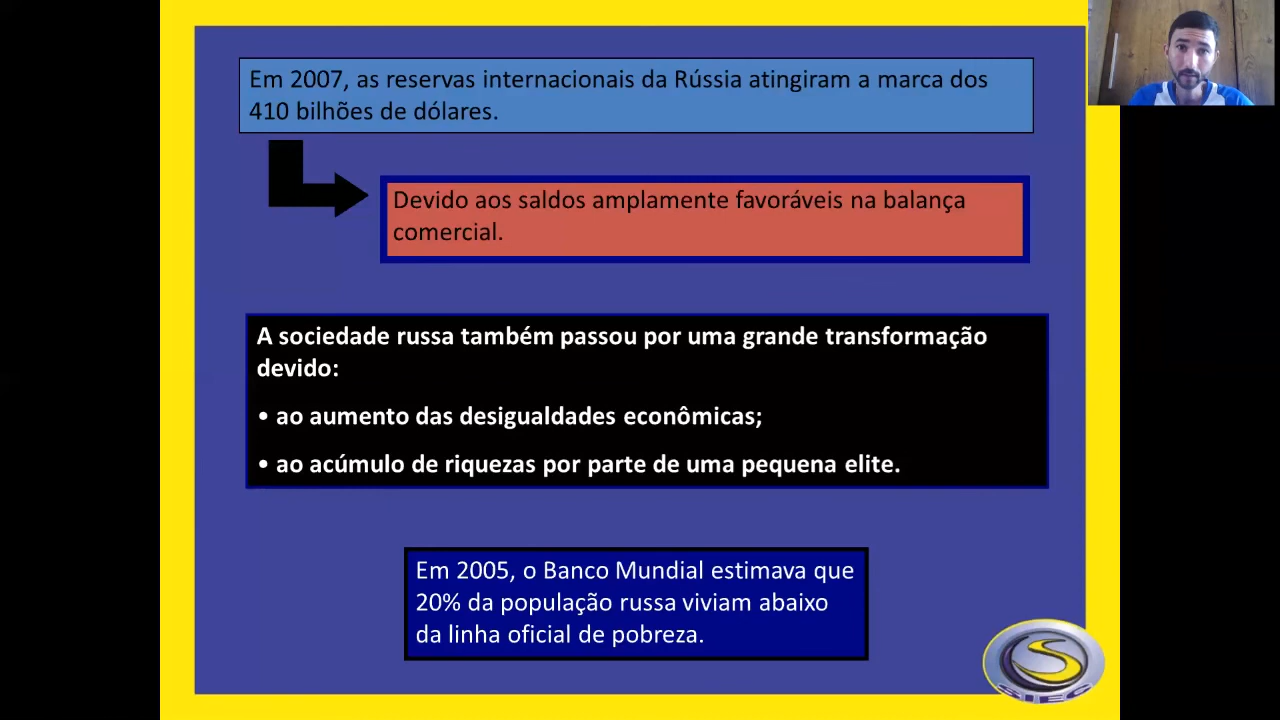 Em 2007, as reservas internacionais da Rússia atingiram a marca dos
410 bilhões de dólares.
Devido aos saldos amplamente favoráveis na balança
comercial.
A sociedade russa também passou por uma grande transformação
devido:
• ao aumento das desigualdades econômicas;
• ao acúmulo de riquezas por parte de uma pequena elite.
Em 2005, o Banco Mundial estimava que
20% da população russa viviam abaixo
da linha oficial de pobreza.